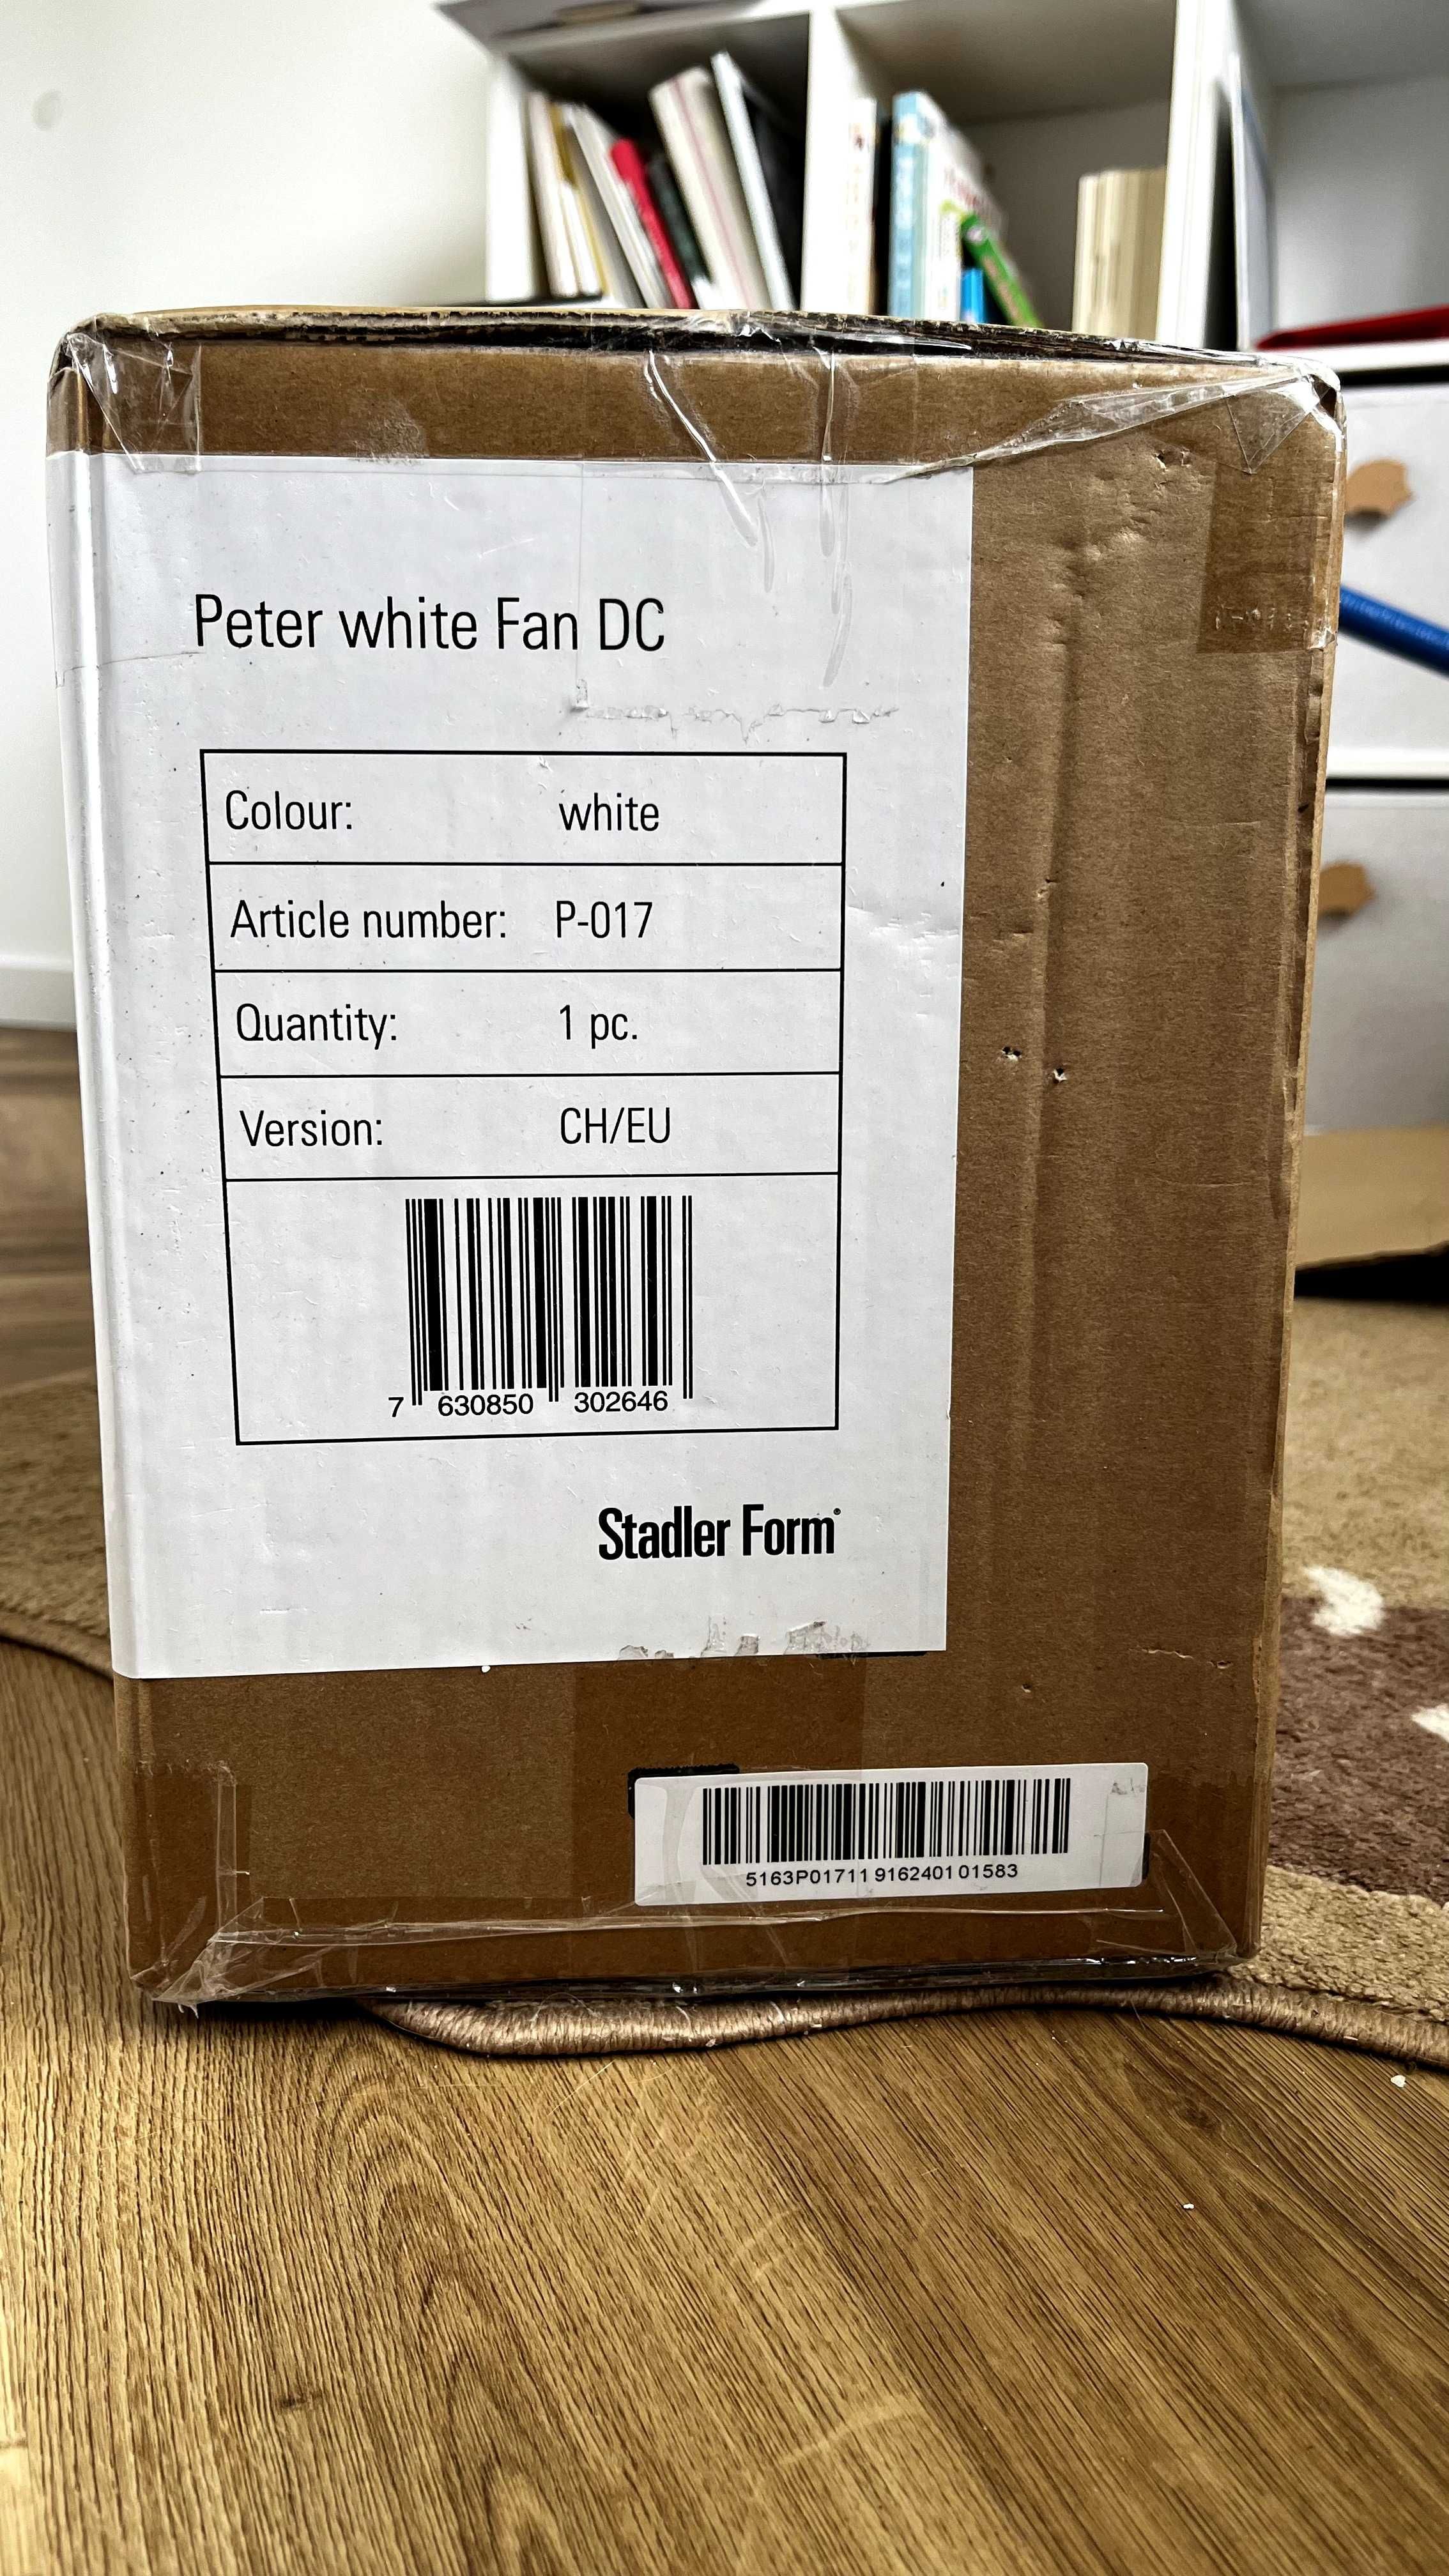 Peter white Fan DC
Colour: white
Article number: P-017
Quantity: 1 pc.
Version: CH/EU
7 630850 302646
Stadler Form®
5163P01711 916240101583